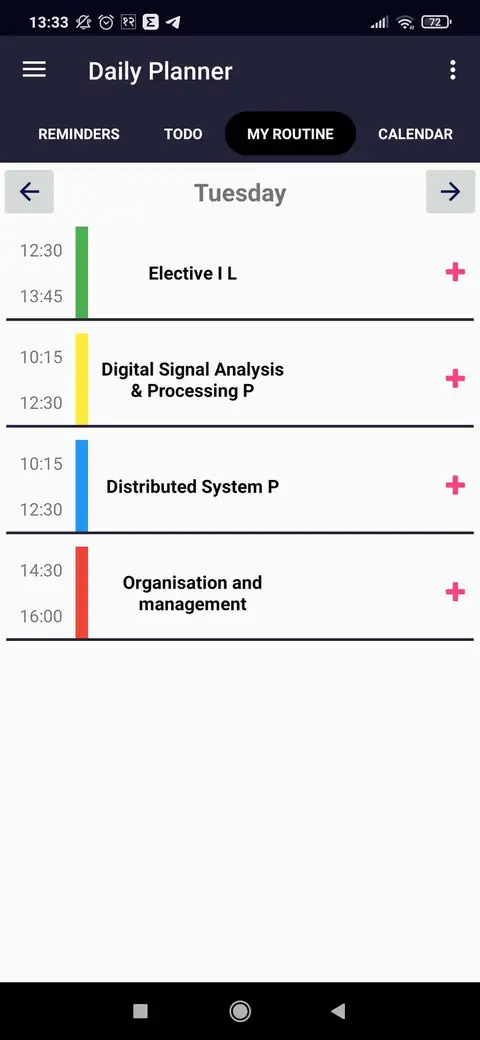 13:33 १२ Σ 72
Daily Planner
REMINDERS TODO MY ROUTINE CALENDAR
Tuesday
12:30
Elective I L
13:45
10:15
Digital Signal Analysis
& Processing P
12:30
10:15
Distributed System P
12:30
14:30
Organisation and
management
16:00